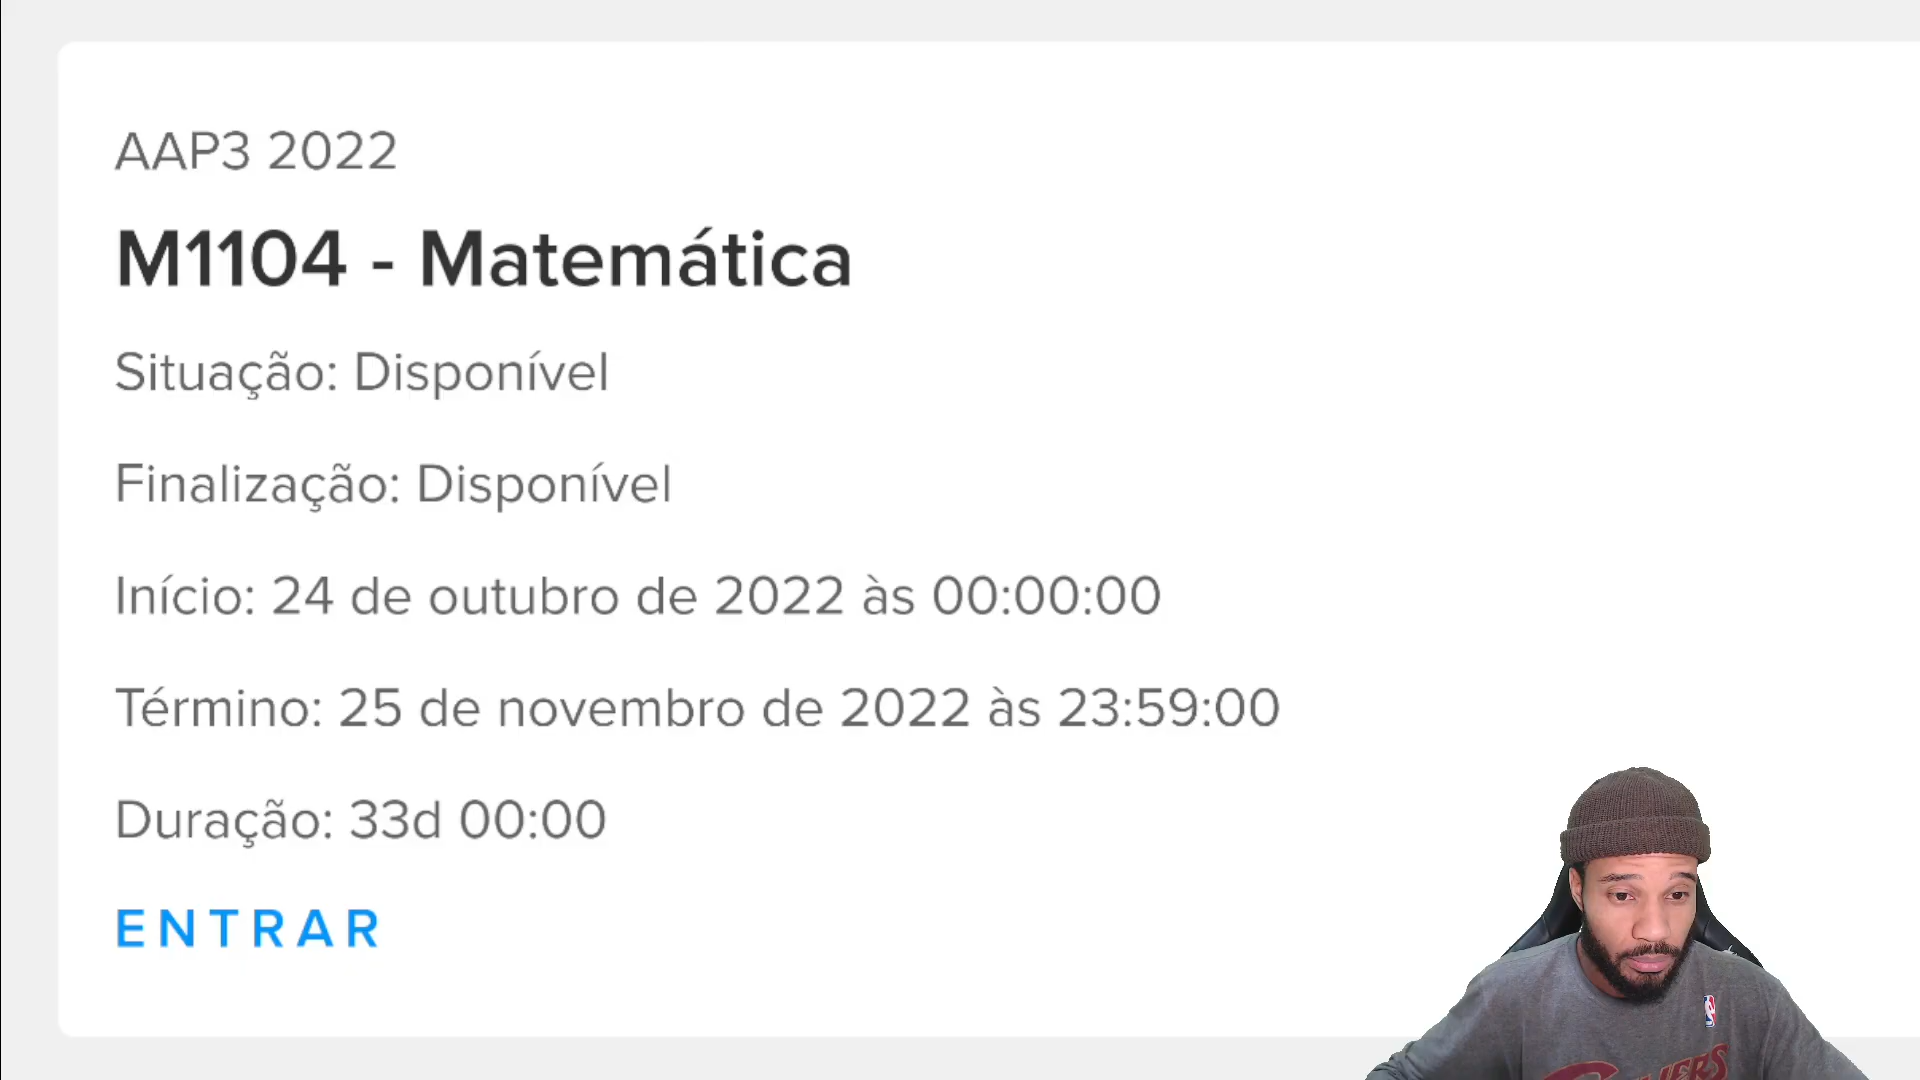 AAP3 2022
M1104 - Matemática
Situação: Disponível
Finalização: Disponível
Início: 24 de outubro de 2022 às 00:00:00
Término: 25 de novembro de 2022 às 23:59:00
Duração: 33d 00:00
ENTRAR